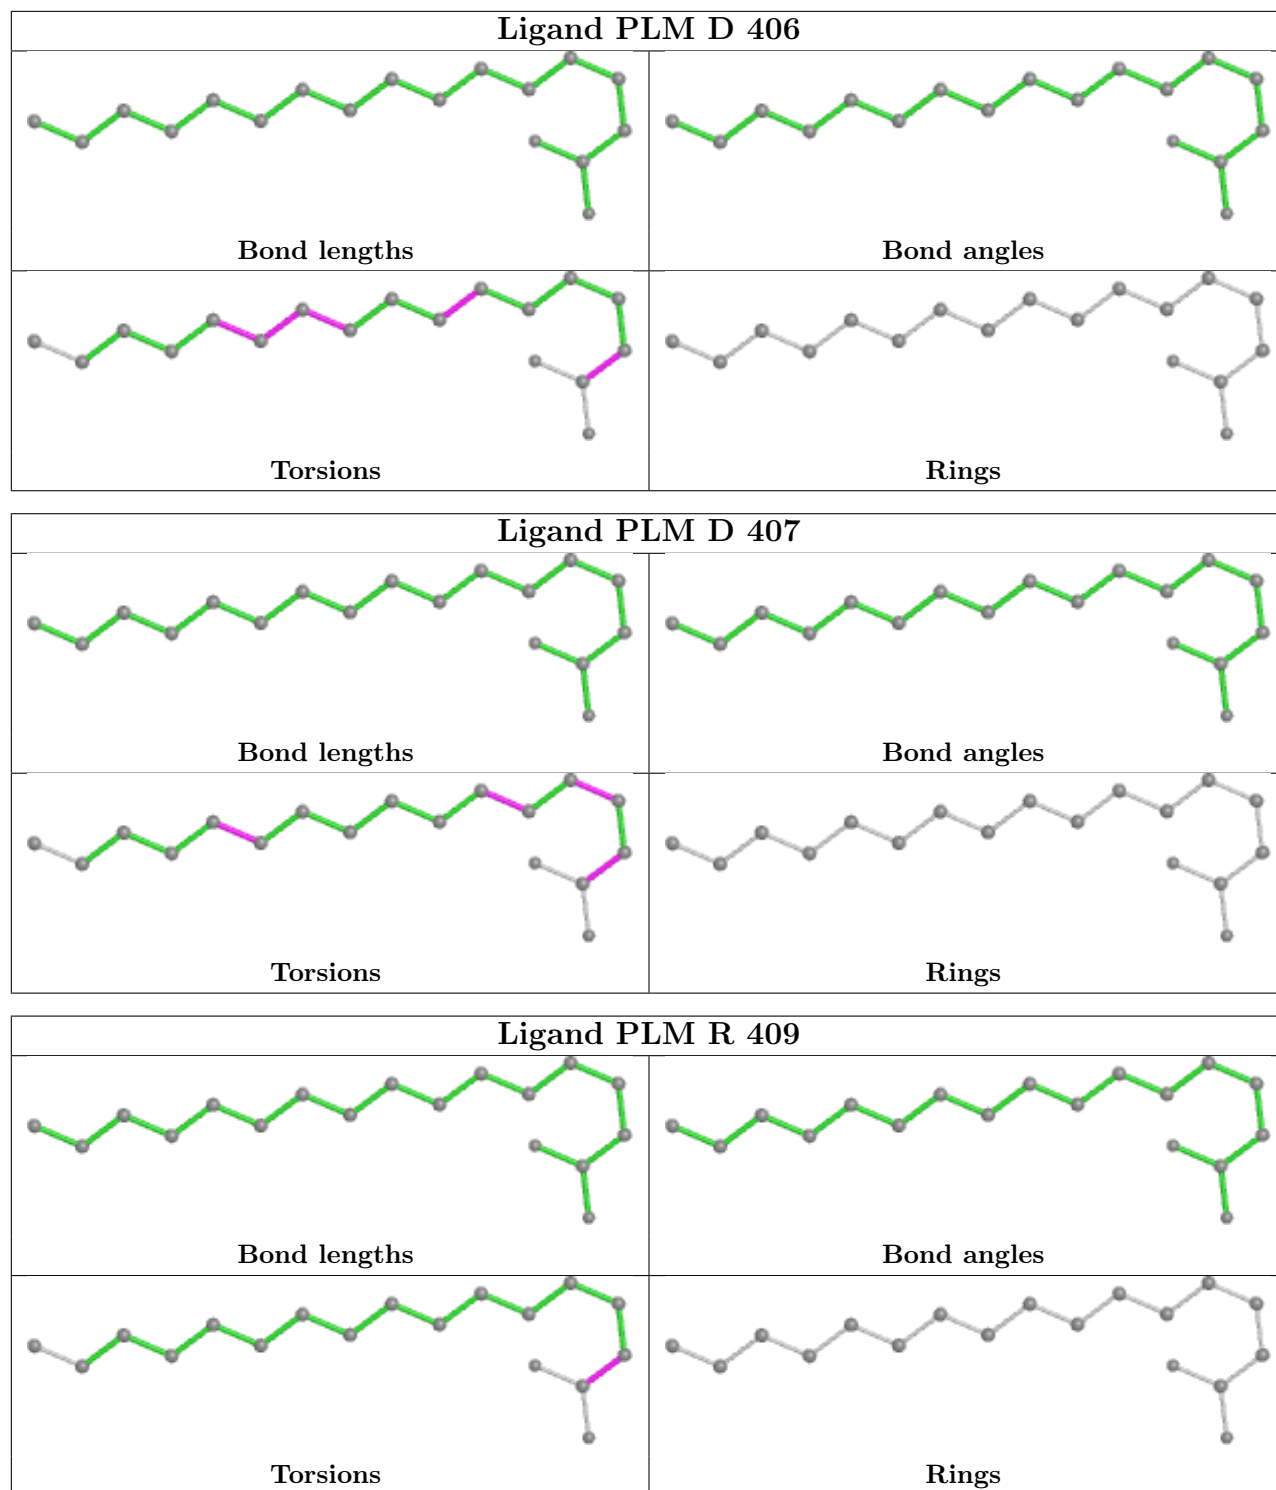 Ligand PLM D 406
Bond lengths
Bond angles
Torsions
Rings
Ligand PLM D 407
Bond lengths
Bond angles
Torsions
Rings
Ligand PLM R 409
Bond lengths
Bond angles
Torsions
Rings